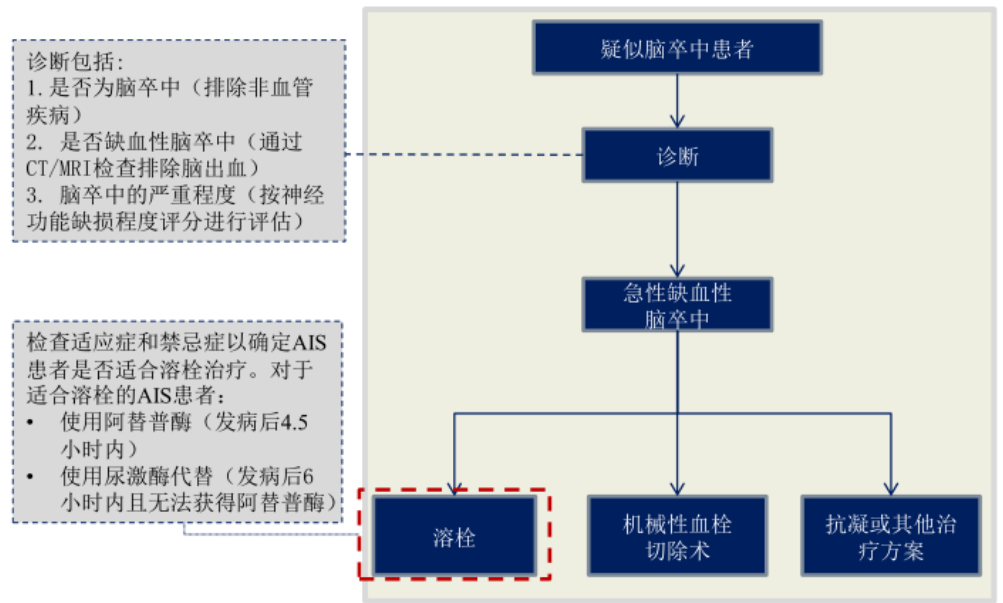 疑似脑卒中患者
诊断包括:
1. 是否为脑卒中（排除非血管
疾病）
2. 是否缺血性脑卒中（通过
CT/MRI检查排除脑出血）
3. 脑卒中的严重程度（按神经
功能缺损程度评分进行评估）
诊断
急性缺血性
脑卒中
检查适应症和禁忌症以确定AIS
患者是否适合溶栓治疗。对于
适合溶栓的AIS患者：
• 使用阿替普酶（发病后4.5
小时内）
• 使用尿激酶代替（发病后6
小时内且无法获得阿替普酶）
溶栓
机械性血栓
切除术
抗凝或其他治
疗方案